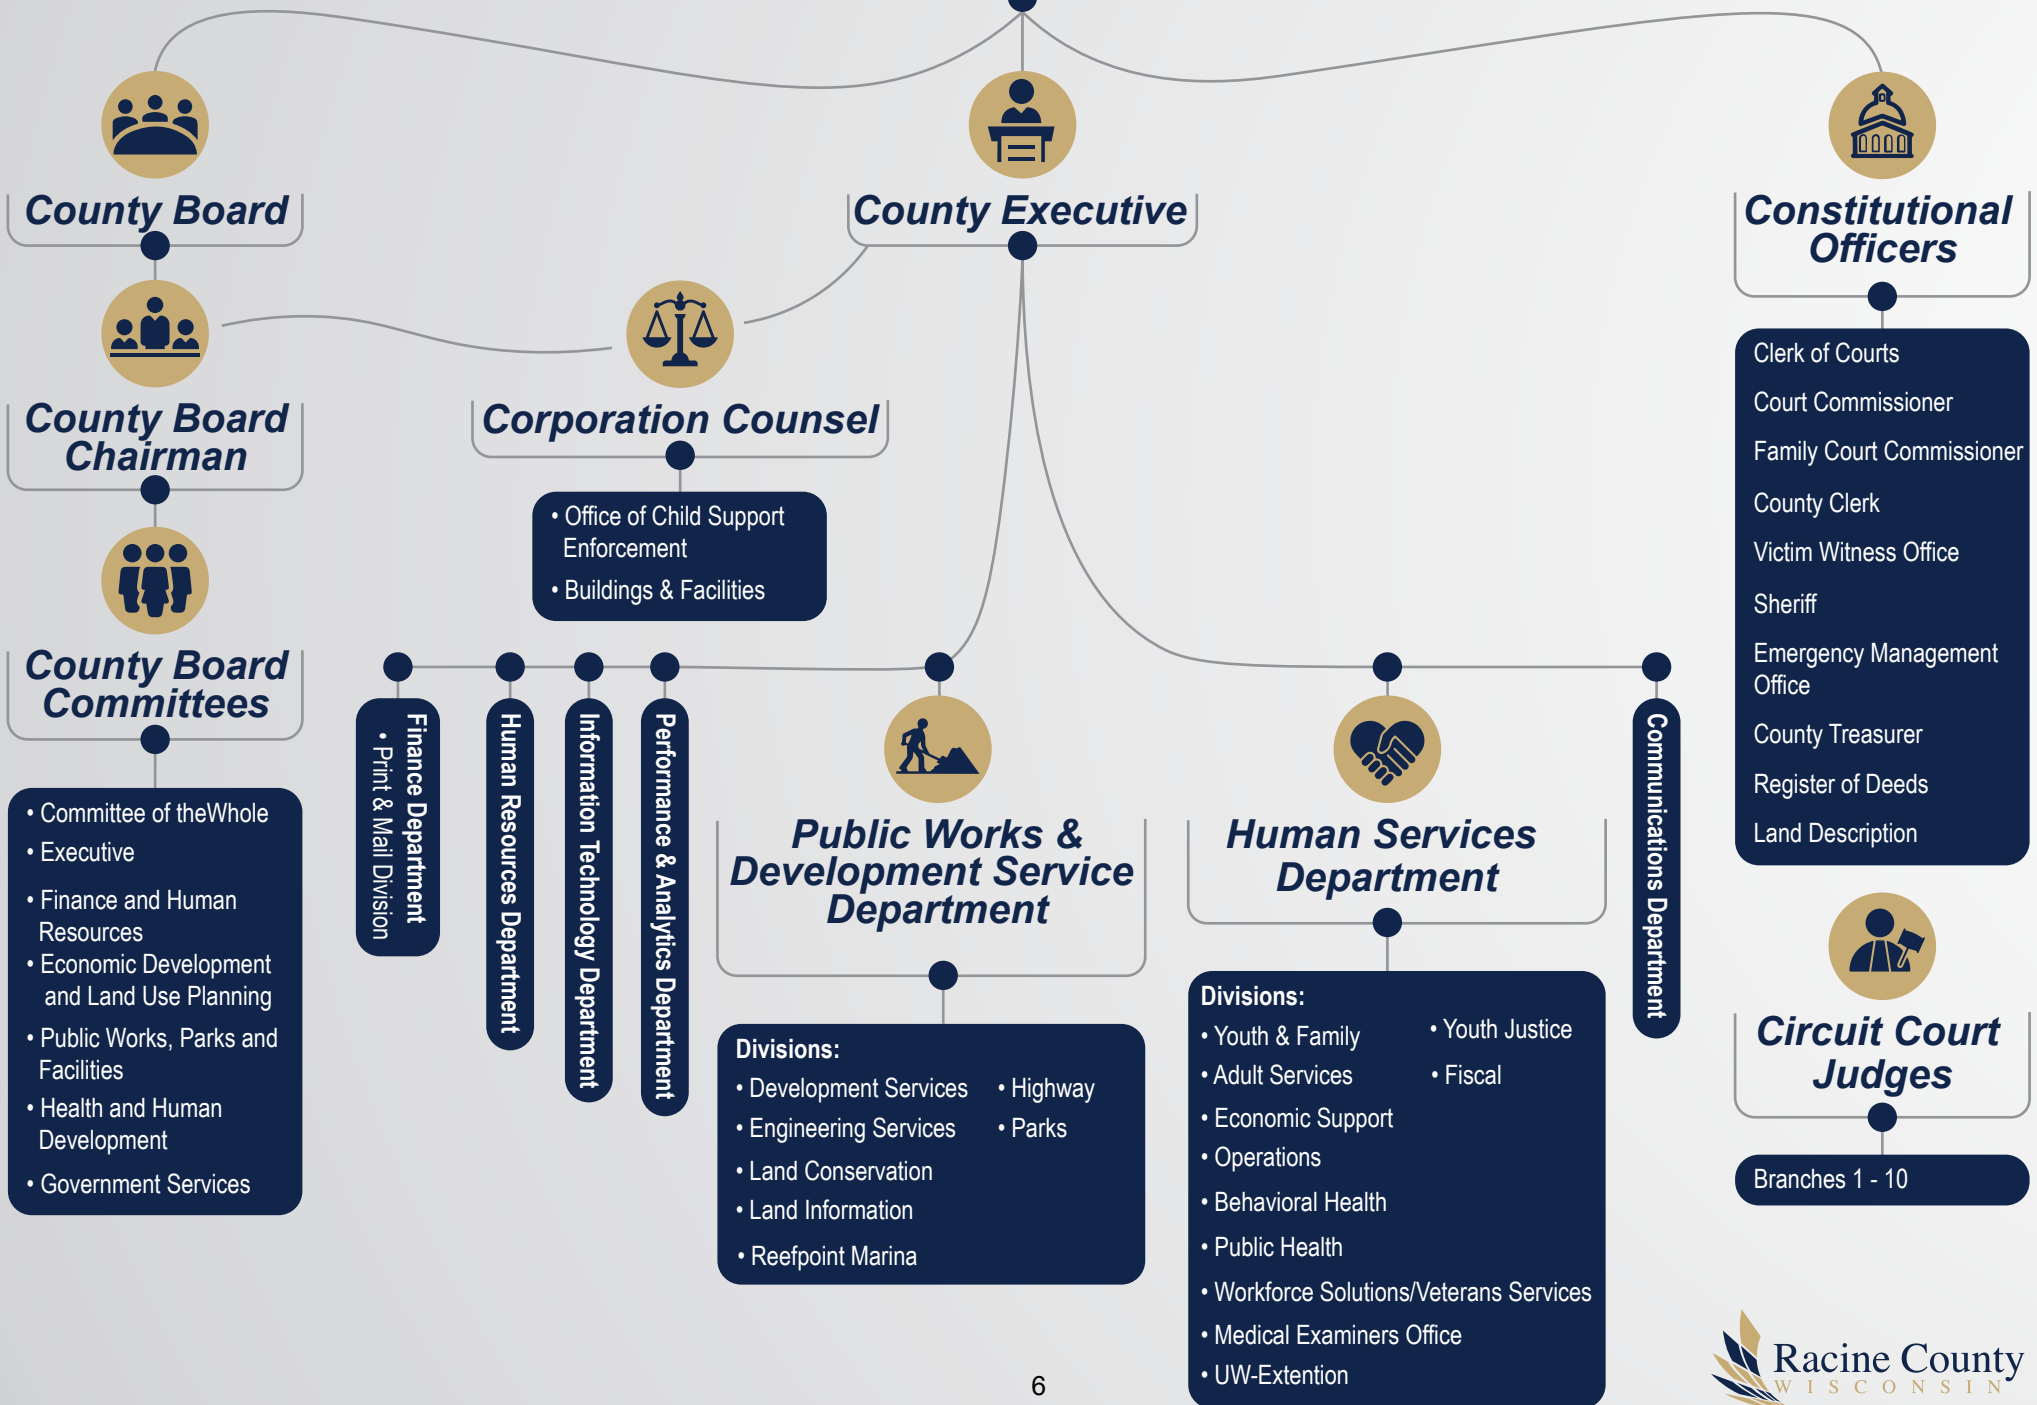 County Board
County Executive
Constitutional
Officers
County Board
Chairman
Corporation Counsel
• Office of Child Support
Enforcement
• Buildings & Facilities
County Board
Committees
• Committee of theWhole
• Executive
• Finance and Human
Resources
• Economic Development
and Land Use Planning
• Public Works, Parks and
Facilities
• Health and Human
Development
• Government Services
Finance Department
• Print & Mail Division
Human Resources Department
Information Technology Department
Performance & Analytics Department
Public Works &
Development Service
Department
Divisions:
• Development Services
• Engineering Services
• Land Conservation
• Land Information
• Reefpoint Marina
• Highway
• Parks
Human Services
Department
Divisions:
• Youth & Family
• Adult Services
• Economic Support
• Operations
• Behavioral Health
• Public Health
• Workforce Solutions/Veterans Services
• Medical Examiners Office
• UW-Extention
• Youth Justice
• Fiscal
Communications Department
Clerk of Courts
Court Commissioner
Family Court Commissioner
County Clerk
Victim Witness Office
Sheriff
Emergency Management
Office
County Treasurer
Register of Deeds
Land Description
Circuit Court
Judges
Branches 1 - 10
6
Racine County
WISCONSIN